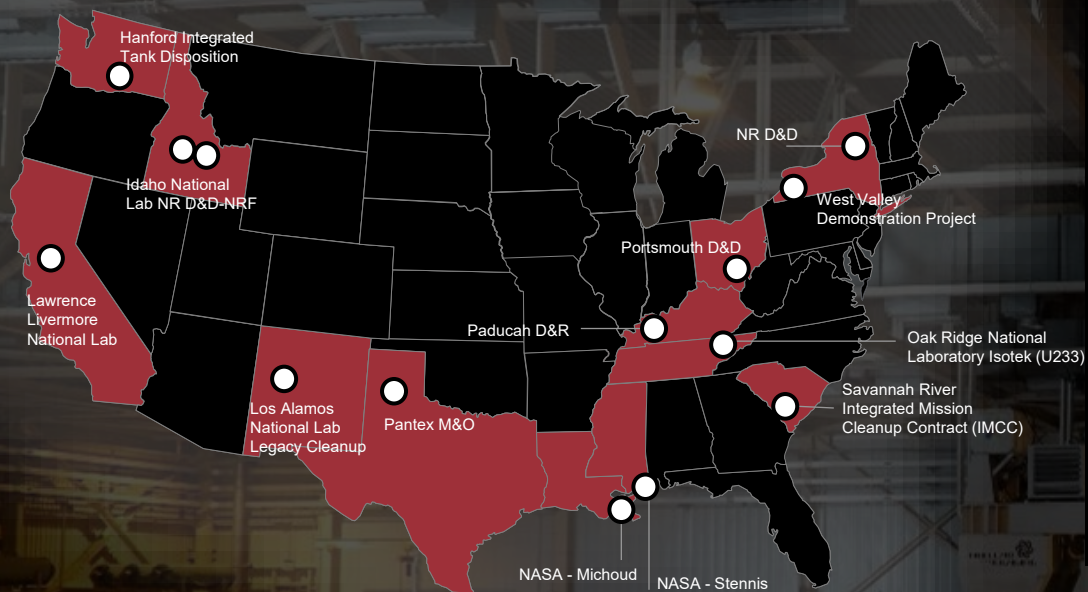 Hanford Integrated
Tank Disposition
NR D&D
Idaho National
Lab NR D&D-NRF
West Valley
Demonstration Project
Portsmouth D&D
Lawrence
Livermore
National Lab
Paducah D&R
Oak Ridge National
Laboratory Isotek (U233)
Savannah River
Integrated Mission
Cleanup Contract (IMCC)
Los Alamos
National Lab
Legacy Cleanup
Pantex M&O
NASA - Michoud
NASA - Stennis